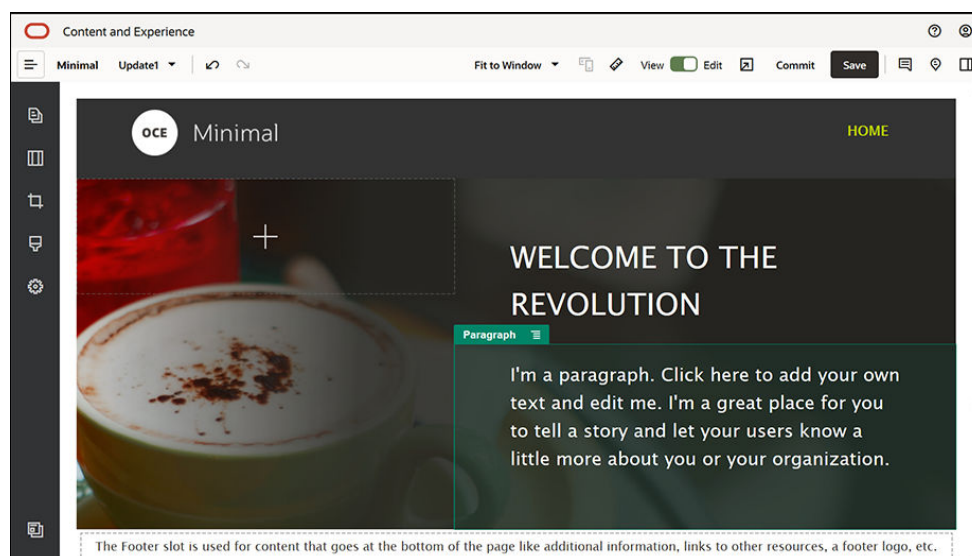 Content and Experience
Minimal Update1 Fit to Window View Edit Commit Save
OCE Minimal HOME
WELCOME TO THE
REVOLUTION
Paragraph
I'm a paragraph. Click here to add your own
text and edit me. I'm a great place for you
to tell a story and let your users know a
little more about you or your organization.
The Footer slot is used for content that goes at the bottom of the page like additional information, links to other resources, a footer logo, etc.